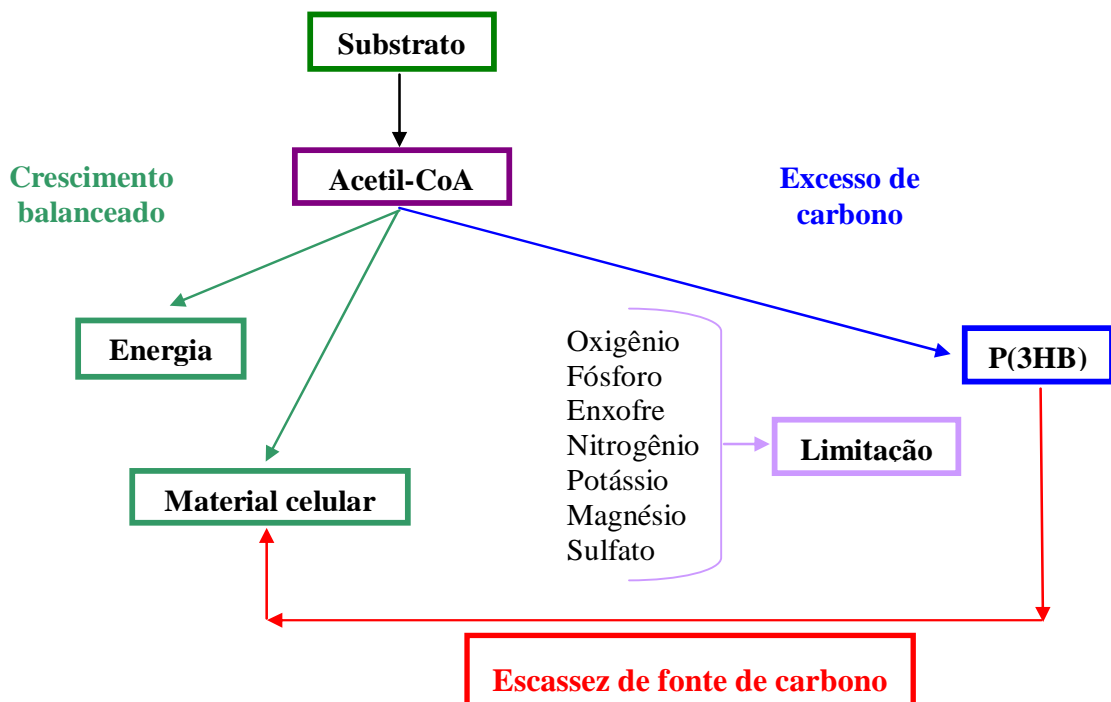 Substrato
Acetil-CoA
Crescimento
balanceado
Excesso de
carbono
Energia
Oxigênio
Fósforo
Enxofre
Nitrogênio
Potássio
Magnésio
Sulfato
P(3HB)
Limitação
Material celular
Escassez de fonte de carbono